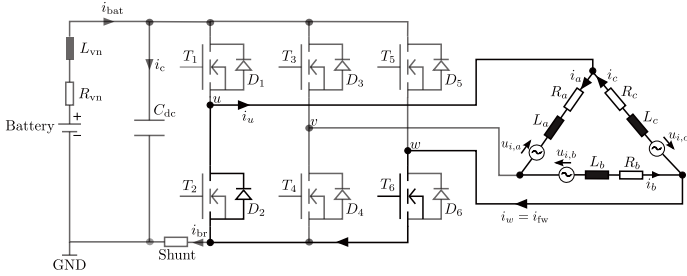 i_bat
L_vn
i_c
T_1
D_1
T_3
D_3
T_5
D_5
R_vn
C_dc
Battery
+
−
u
i_u
v
w
i_a
i_c
R_a
R_c
L_a
L_c
u_i,a
u_i,b
u_i,c
L_b
R_b
i_b
T_2
D_2
T_4
D_4
T_6
D_6
i_w = i_fw
i_br
Shunt
GND